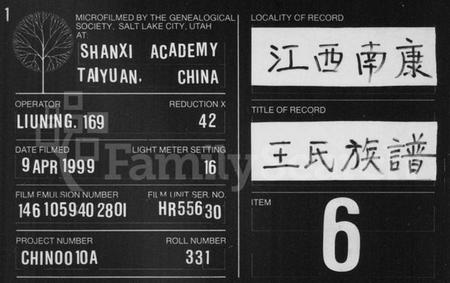 1
MICROFILMED BY THE GENEALOGICAL
SOCIETY, SALT LAKE CITY, UTAH
AT:
SHANXI ACADEMY
TAIYUAN, CHINA
OPERATOR
REDUCTION X
LIUNING. 169
42
DATE FILMED
LIGHT METER SETTING
9 APR 1999
16
FILM EMULSION NUMBER
FILM UNIT SER. NO.
146 105940 2801
HR556 30
PROJECT NUMBER
ROLL NUMBER
CHINO010A
331
LOCALITY OF RECORD
江西南康
TITLE OF RECORD
王氏族譜
ITEM
6
Family